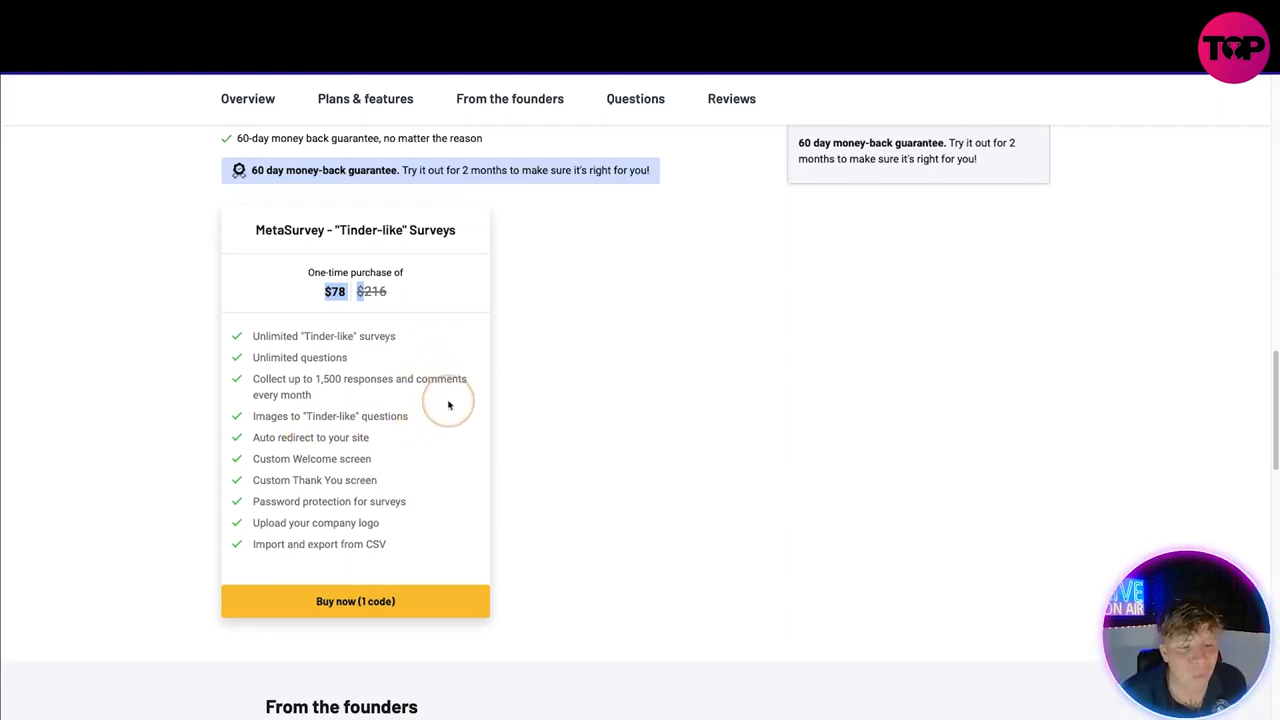 TOP
Overview
Plans & features
From the founders
Questions
Reviews
60-day money back guarantee, no matter the reason
60 day money-back guarantee. Try it out for 2 months to make sure it's right for you!
60 day money-back guarantee. Try it out for 2
months to make sure it's right for you!
MetaSurvey - "Tinder-like" Surveys
One-time purchase of
$78 $216
Unlimited "Tinder-like" surveys
Unlimited questions
Collect up to 1,500 responses and comments
every month
Images to "Tinder-like" questions
Auto redirect to your site
Custom Welcome screen
Custom Thank You screen
Password protection for surveys
Upload your company logo
Import and export from CSV
Buy now (1 code)
From the founders
LIVE
ON AIR